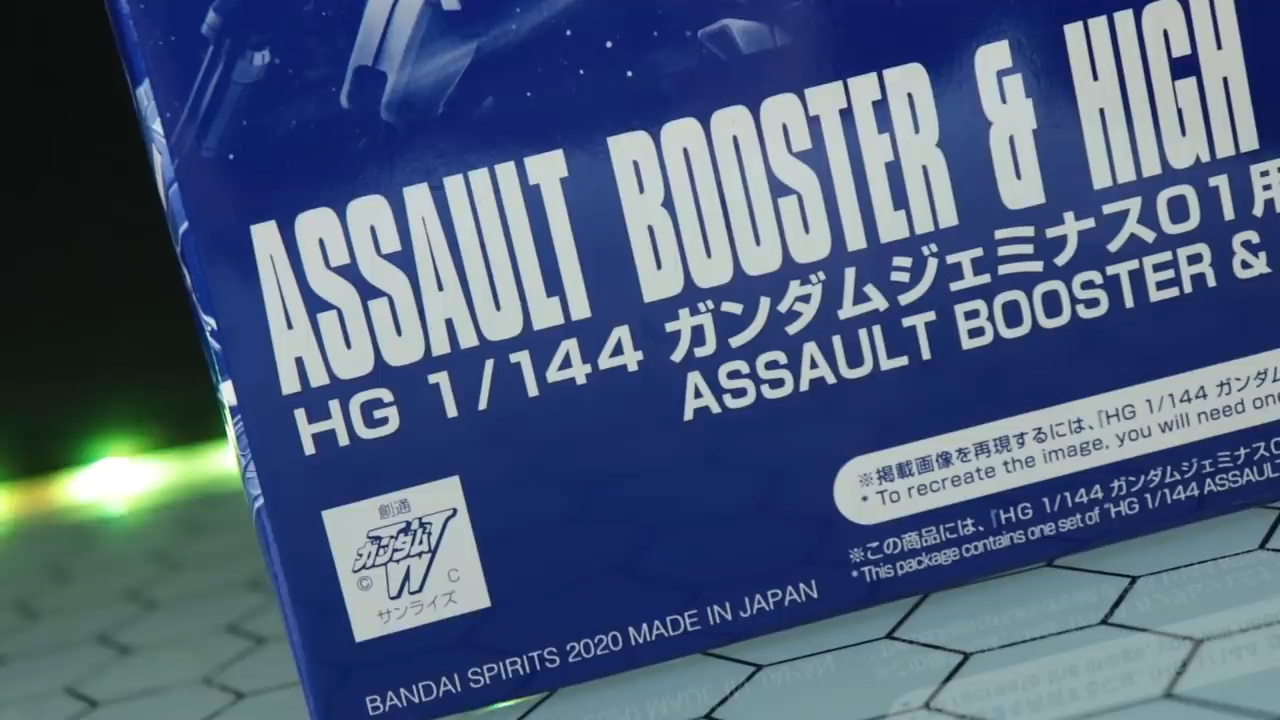 ASSAULT BOOSTER & HIGH
HG 1/144 ガンダムジェミナス01用
ASSAULT BOOSTER &
※掲載画像を再現するには、『HG 1/144 ガンダム
* To recreate the image, you will need one
※この商品には、『HG 1/144 ガンダムジェミナス0
* This package contains one set of "HG 1/144 ASSAULT
創通
ガンダム
W
© C
サンライズ
BANDAI SPIRITS 2020 MADE IN JAPAN